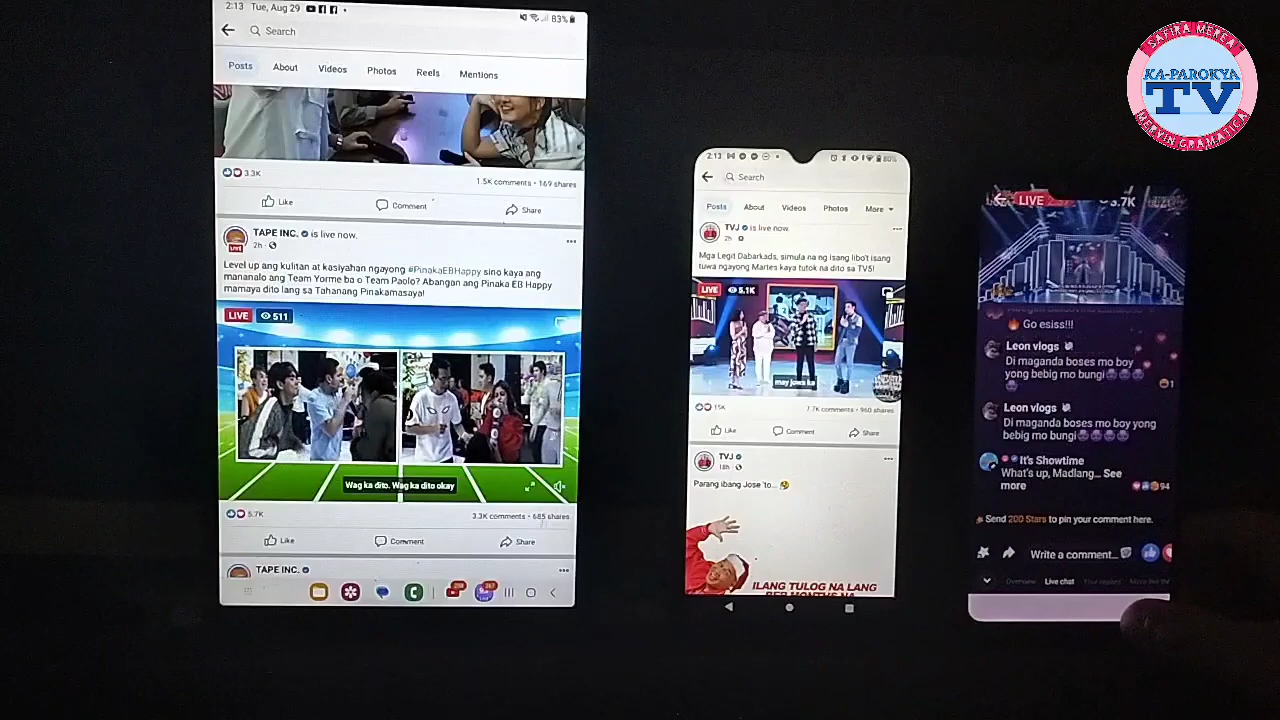 2:13 Tue, Aug 29
83%
Search
Posts About Videos Photos Reels Mentions
3.3K
1.5K comments • 169 shares
Like Comment Share
TAPE INC. is live now.
LIVE
2h
Level up ang kulitan at kasiyahan ngayong #PinakaEBHappy sino kaya ang
mananalo ang Team Yorme ba o Team Paolo? Abangan ang Pinaka EB Happy
mamaya dito lang sa Tahanang Pinakamasaya!
LIVE 511
Wag ka dito. Wag ka dito okay
5.7K
3.3K comments • 685 shares
Like Comment Share
TAPE INC.
2:13
80%
Search
Posts About Videos Photos More
TVJ is live now.
2h
Mga Legit Dabarkads, simula na ng isang libo't isang
tuwa ngayong Martes kaya tutok na dito sa TV5!
LIVE 5.1K
may jowa ka
15K
7.7K comments • 960 shares
Like Comment Share
TVJ
18h
Parang ibang Jose 'to...
ILANG TULOG NA LANG
LIVE 3.7K
Go esiss!!!
Leon vlogs
Di maganda boses mo boy
yong bebig mo bungi
1
Leon vlogs
Di maganda boses mo boy yong
bebig mo bungi
It's Showtime
What's up, Madlang... See
more
94
Send 200 Stars to pin your comment here.
Write a comment...
Overview Live chat Your replies
SAFIRA MEREA
KA-PAROKYA
TV
MERVIN GRAMATICA